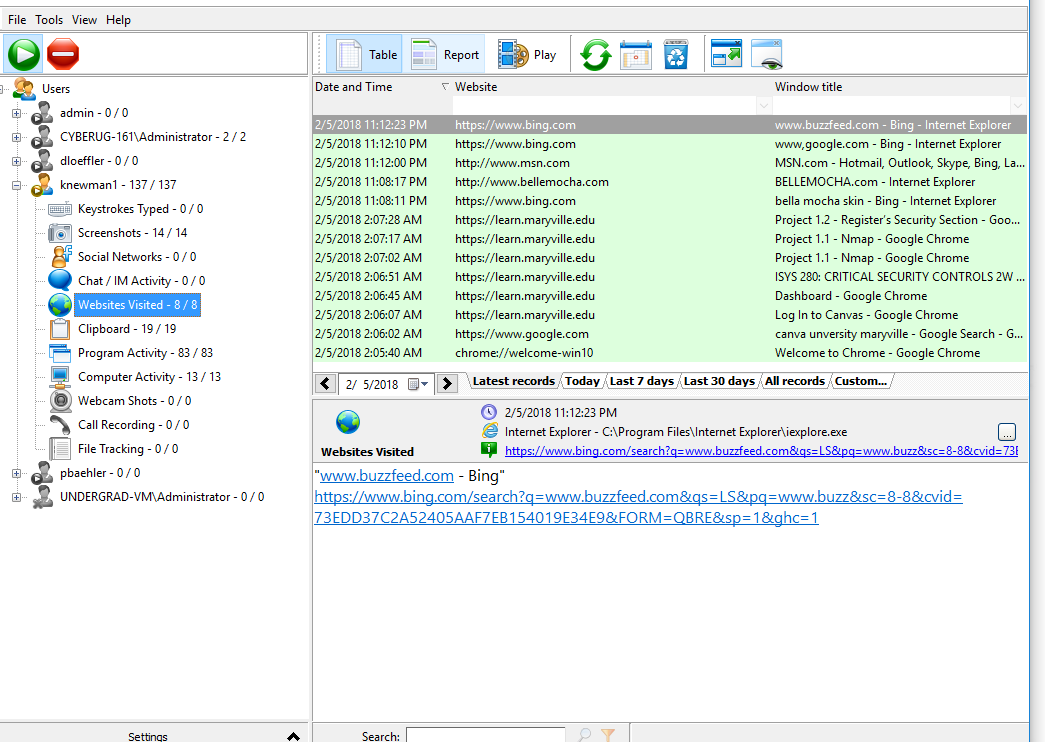 File Tools View Help
Table Report Play
Users
admin - 0 / 0
CYBERUG-161\Administrator - 2 / 2
dloeffler - 0 / 0
knewman1 - 137 / 137
Keystrokes Typed - 0 / 0
Screenshots - 14 / 14
Social Networks - 0 / 0
Chat / IM Activity - 0 / 0
Websites Visited - 8 / 8
Clipboard - 19 / 19
Program Activity - 83 / 83
Computer Activity - 13 / 13
Webcam Shots - 0 / 0
Call Recording - 0 / 0
File Tracking - 0 / 0
pbaehler - 0 / 0
UNDERGRAD-VM\Administrator - 0 / 0
Settings
Date and Time Website Window title
2/5/2018 11:12:23 PM https://www.bing.com www.buzzfeed.com - Bing - Internet Explorer
2/5/2018 11:12:10 PM https://www.bing.com www,google.com - Bing - Internet Explorer
2/5/2018 11:12:00 PM http://www.msn.com MSN.com - Hotmail, Outlook, Skype, Bing, La...
2/5/2018 11:08:17 PM http://www.bellemocha.com BELLEMOCHA.com - Internet Explorer
2/5/2018 11:08:11 PM https://www.bing.com bella mocha skin - Bing - Internet Explorer
2/5/2018 2:07:28 AM https://learn.maryville.edu Project 1.2 - Register's Security Section - Goo...
2/5/2018 2:07:17 AM https://learn.maryville.edu Project 1.1 - Nmap - Google Chrome
2/5/2018 2:07:02 AM https://learn.maryville.edu Project 1.1 - Nmap - Google Chrome
2/5/2018 2:06:51 AM https://learn.maryville.edu ISYS 280: CRITICAL SECURITY CONTROLS 2W ...
2/5/2018 2:06:45 AM https://learn.maryville.edu Dashboard - Google Chrome
2/5/2018 2:06:07 AM https://learn.maryville.edu Log In to Canvas - Google Chrome
2/5/2018 2:06:02 AM https://www.google.com canva unversity maryville - Google Search - G...
2/5/2018 2:05:40 AM chrome://welcome-win10 Welcome to Chrome - Google Chrome
2/ 5/2018 Latest records Today Last 7 days Last 30 days All records Custom...
Websites Visited
2/5/2018 11:12:23 PM
Internet Explorer - C:\Program Files\Internet Explorer\iexplore.exe
...
https://www.bing.com/search?q=www.buzzfeed.com&qs=LS&pq=www.buzz&sc=8-8&cvid=73E
"www.buzzfeed.com - Bing"
https://www.bing.com/search?q=www.buzzfeed.com&qs=LS&pq=www.buzz&sc=8-8&cvid=
73EDD37C2A52405AAF7EB154019E34E9&FORM=QBRE&sp=1&ghc=1
Search: